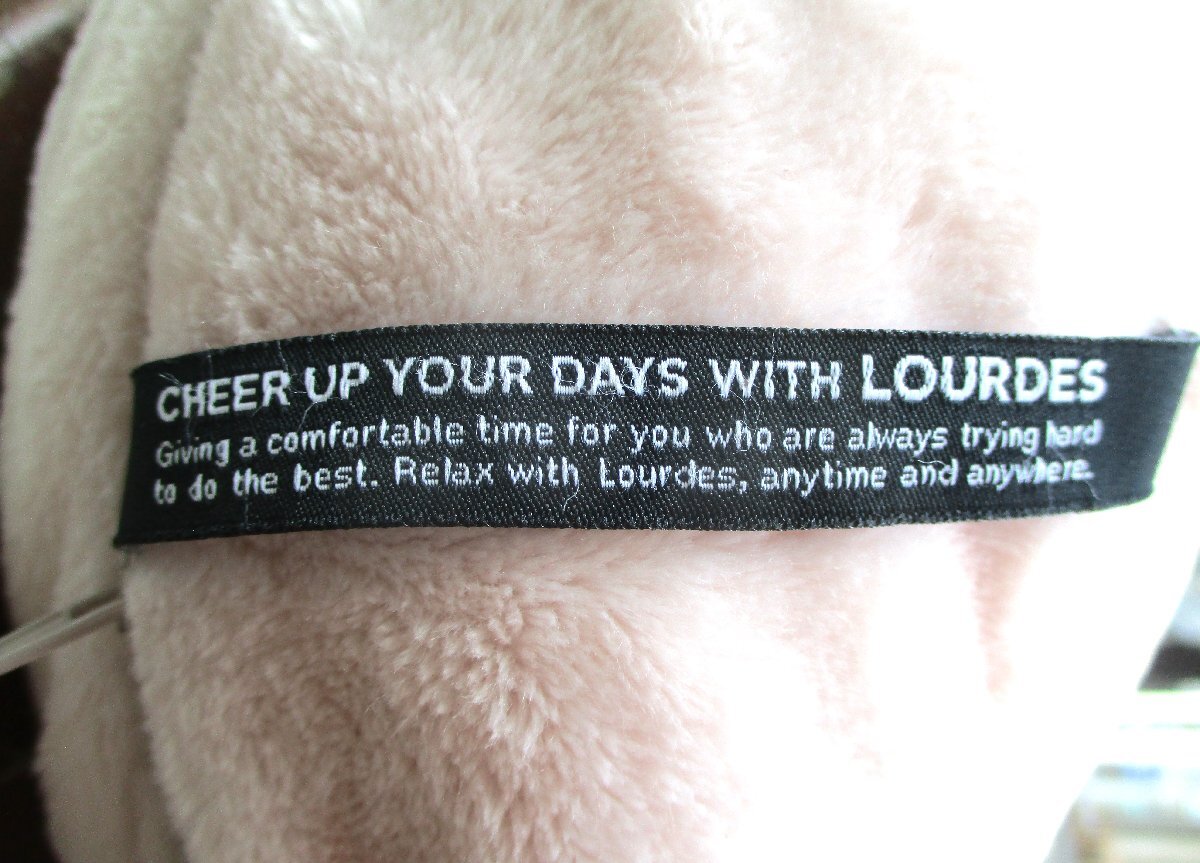 CHEER UP YOUR DAYS WITH LOURDES
Giving a comfortable time for you who are always trying hard
to do the best. Relax with Lourdes, anytime and anywhere.